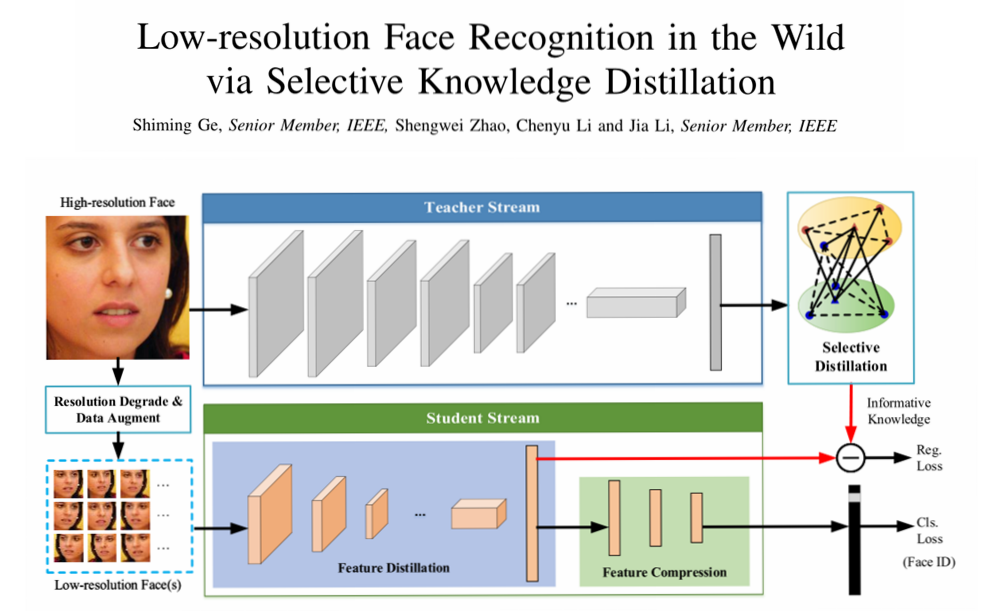 Low-resolution Face Recognition in the Wild
via Selective Knowledge Distillation
Shiming Ge, Senior Member, IEEE, Shengwei Zhao, Chenyu Li and Jia Li, Senior Member, IEEE
High-resolution Face
Teacher Stream
...
Selective
Distillation
Resolution Degrade &
Data Augment
Informative
Knowledge
Student Stream
Reg.
Loss
...
...
...
...
Feature Distillation
Feature Compression
Cls.
Loss
(Face ID)
Low-resolution Face(s)